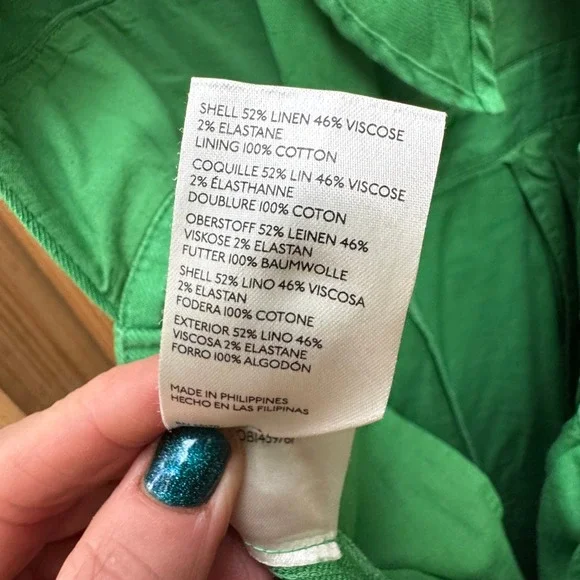 SHELL 52% LINEN 46% VISCOSE
2% ELASTANE
LINING 100% COTTON
COQUILLE 52% LIN 46% VISCOSE
2% ÉLASTHANNE
DOUBLURE 100% COTON
OBERSTOFF 52% LEINEN 46%
VISKOSE 2% ELASTAN
FUTTER 100% BAUMWOLLE
SHELL 52% LINO 46% VISCOSA
2% ELASTAN
FODERA 100% COTONE
EXTERIOR 52% LINO 46%
VISCOSA 2% ELASTANE
FORRO 100% ALGODÓN
MADE IN PHILIPPINES
HECHO EN LAS FILIPINAS